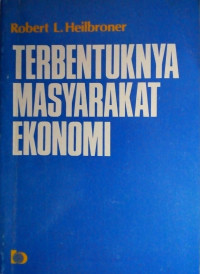 Robert L. Heilbroner
TERBENTUKNYA
MASYARAKAT
EKONOMI